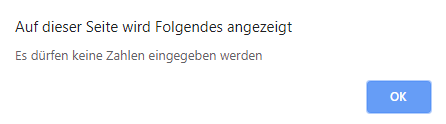 Auf dieser Seite wird Folgendes angezeigt
Es dürfen keine Zahlen eingegeben werden
OK